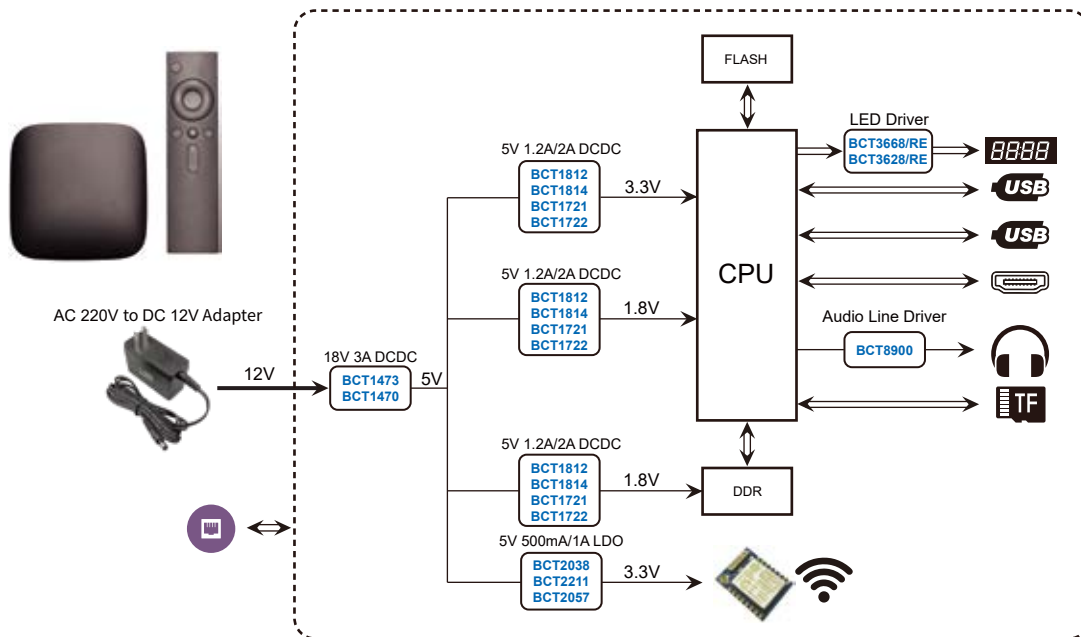 FLASH
LED Driver
BCT3668/RE
BCT3628/RE
88:88
5V 1.2A/2A DCDC
BCT1812
BCT1814
BCT1721
BCT1722
3.3V
USB
USB
CPU
5V 1.2A/2A DCDC
BCT1812
BCT1814
BCT1721
BCT1722
1.8V
AC 220V to DC 12V Adapter
Audio Line Driver
BCT8900
12V
18V 3A DCDC
BCT1473
BCT1470
5V
TF
5V 1.2A/2A DCDC
BCT1812
BCT1814
BCT1721
BCT1722
1.8V
DDR
5V 500mA/1A LDO
BCT2038
BCT2211
BCT2057
3.3V